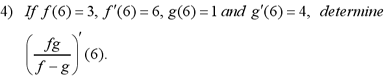 4) If f(6) = 3, f′(6) = 6, g(6) = 1 and g′(6) = 4, determine
(fg / f − g)′ (6).